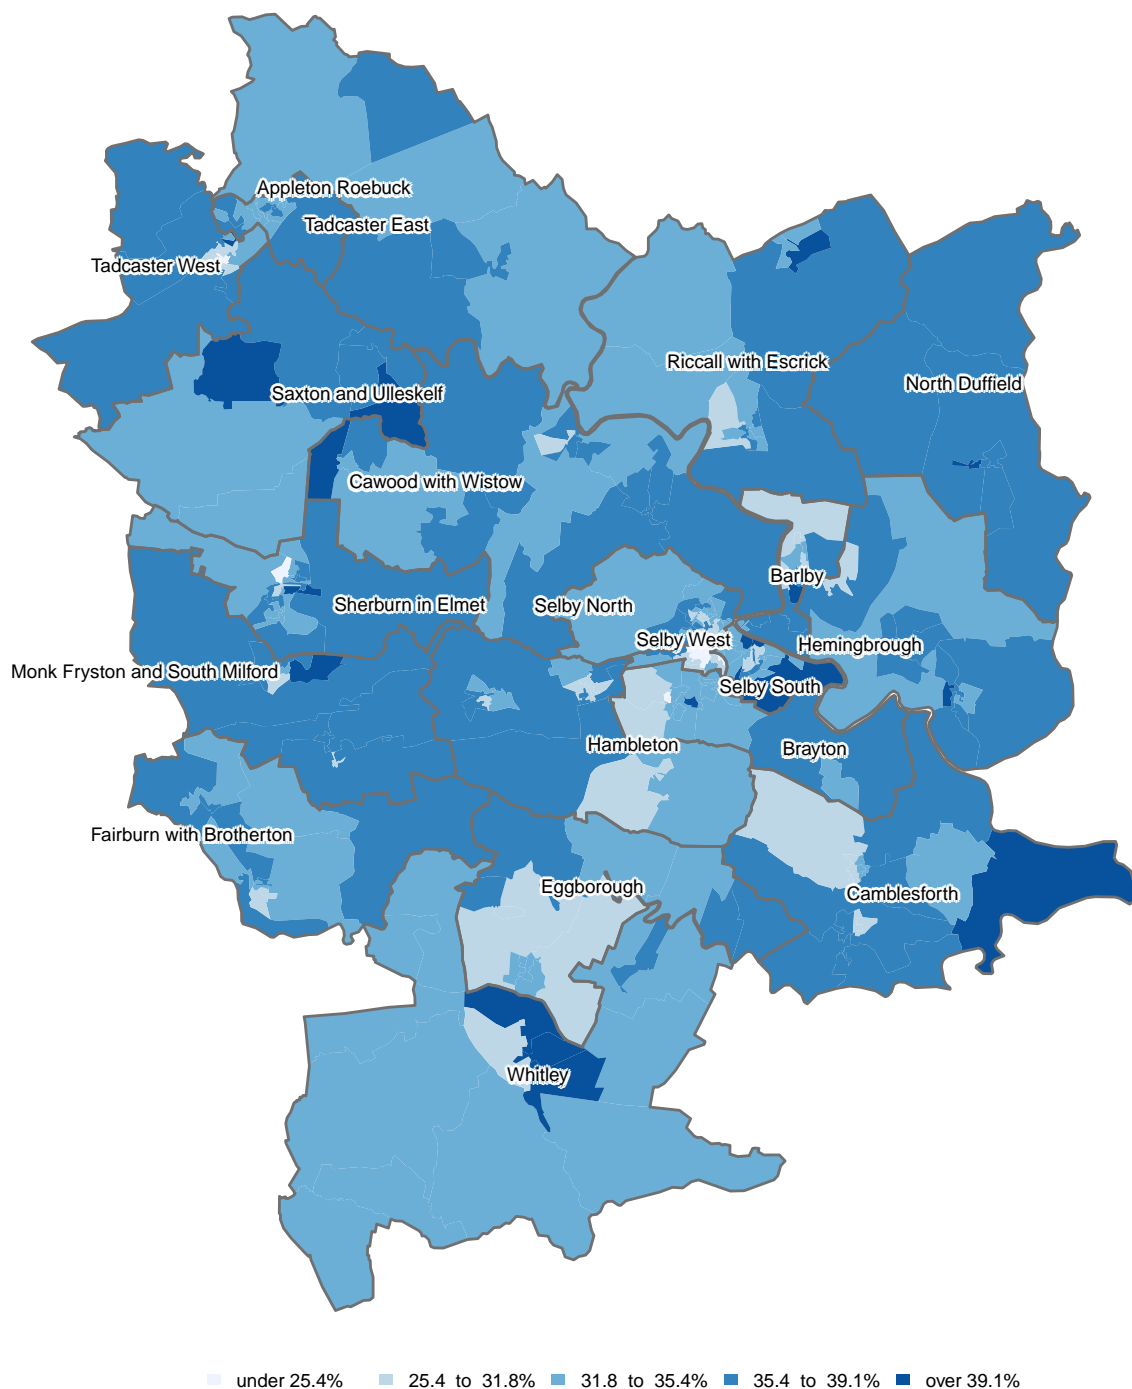 Appleton Roebuck
Tadcaster East
Tadcaster West
Riccall with Escrick
North Duffield
Saxton and Ulleskelf
Cawood with Wistow
Barlby
Sherburn in Elmet
Selby North
Selby West
Hemingbrough
Monk Fryston and South Milford
Selby South
Hambleton
Brayton
Fairburn with Brotherton
Eggborough
Camblesforth
Whitley
under 25.4% 25.4 to 31.8% 31.8 to 35.4% 35.4 to 39.1% over 39.1%